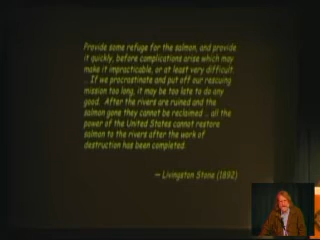 Provide some refuge for the salmon, and provide
it quickly, before complications arise which may
make it impracticable, or at least very difficult.
... If we procrastinate and put off our rescuing
mission too long, it may be too late to do any
good. After the rivers are ruined and the
salmon gone they cannot be reclaimed ... all the
power of the United States cannot restore
salmon to the rivers after the work of
destruction has been completed.
— Livingston Stone (1892)